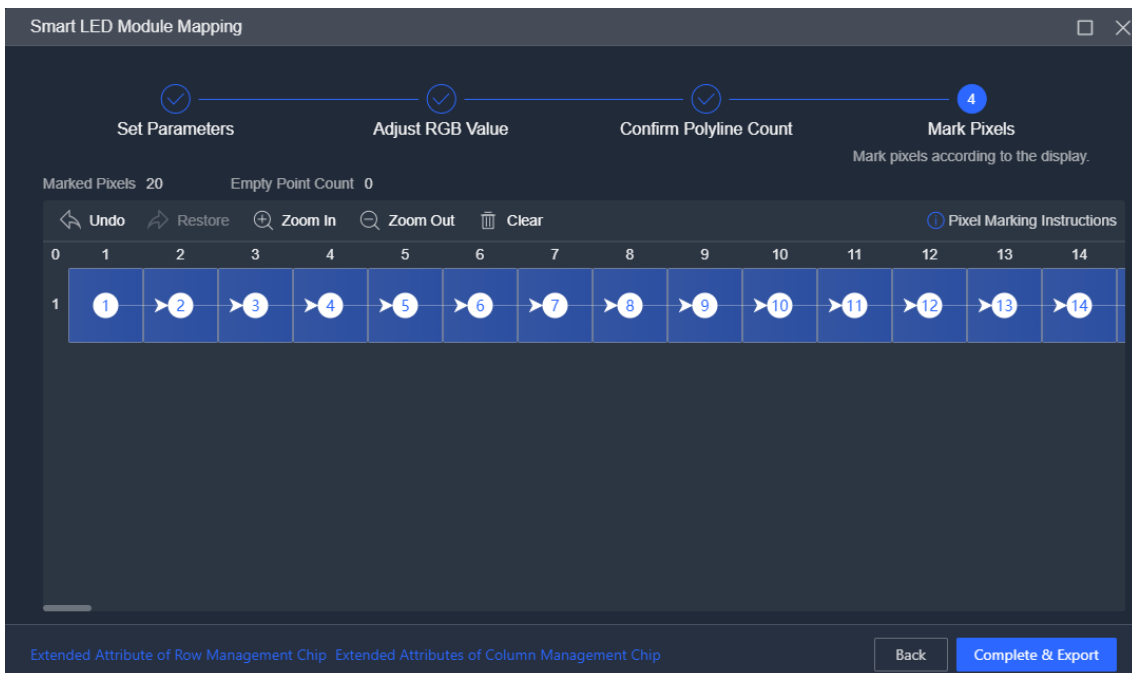 Smart LED Module Mapping
4
Set Parameters Adjust RGB Value Confirm Polyline Count Mark Pixels
Mark pixels according to the display.
Marked Pixels 20 Empty Point Count 0
Undo Restore Zoom In Zoom Out Clear Pixel Marking Instructions
0 1 2 3 4 5 6 7 8 9 10 11 12 13 14
1 1 2 3 4 5 6 7 8 9 10 11 12 13 14
Extended Attribute of Row Management Chip Extended Attributes of Column Management Chip Back Complete & Export